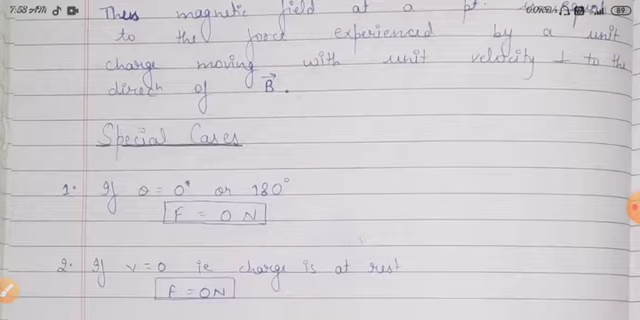 Thus magnetic field at a pt.
to the force experienced by a unit
charge moving with unit velocity ⊥ to the
direcn of B⃗.
Special Cases
1. If θ = 0° or 180°
F = 0 N
2. If v = 0 ie charge is at rest
F = 0N